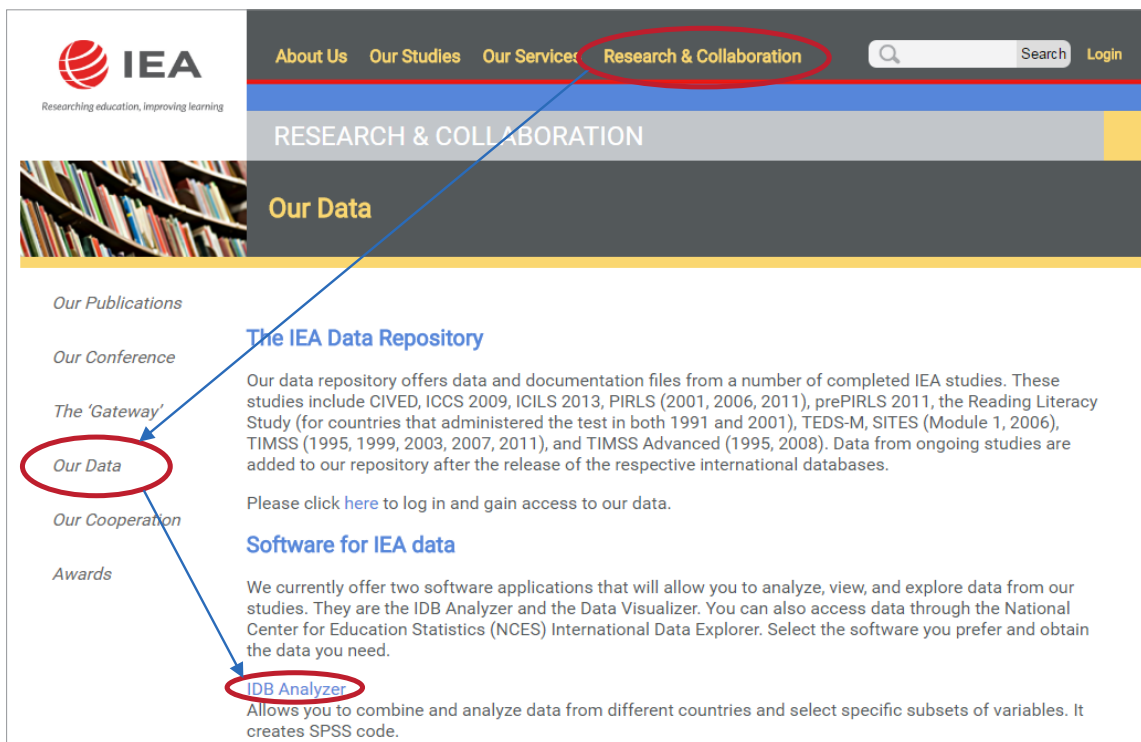 IEA
Researching education, improving learning
About Us Our Studies Our Services Research & Collaboration Search Login
RESEARCH & COLLABORATION
Our Data
Our Publications
Our Conference
The ‘Gateway’
Our Data
Our Cooperation
Awards
The IEA Data Repository
Our data repository offers data and documentation files from a number of completed IEA studies. These
studies include CIVED, ICCS 2009, ICILS 2013, PIRLS (2001, 2006, 2011), prePIRLS 2011, the Reading Literacy
Study (for countries that administered the test in both 1991 and 2001), TEDS-M, SITES (Module 1, 2006),
TIMSS (1995, 1999, 2003, 2007, 2011), and TIMSS Advanced (1995, 2008). Data from ongoing studies are
added to our repository after the release of the respective international databases.
Please click here to log in and gain access to our data.
Software for IEA data
We currently offer two software applications that will allow you to analyze, view, and explore data from our
studies. They are the IDB Analyzer and the Data Visualizer. You can also access data through the National
Center for Education Statistics (NCES) International Data Explorer. Select the software you prefer and obtain
the data you need.
IDB Analyzer
Allows you to combine and analyze data from different countries and select specific subsets of variables. It
creates SPSS code.